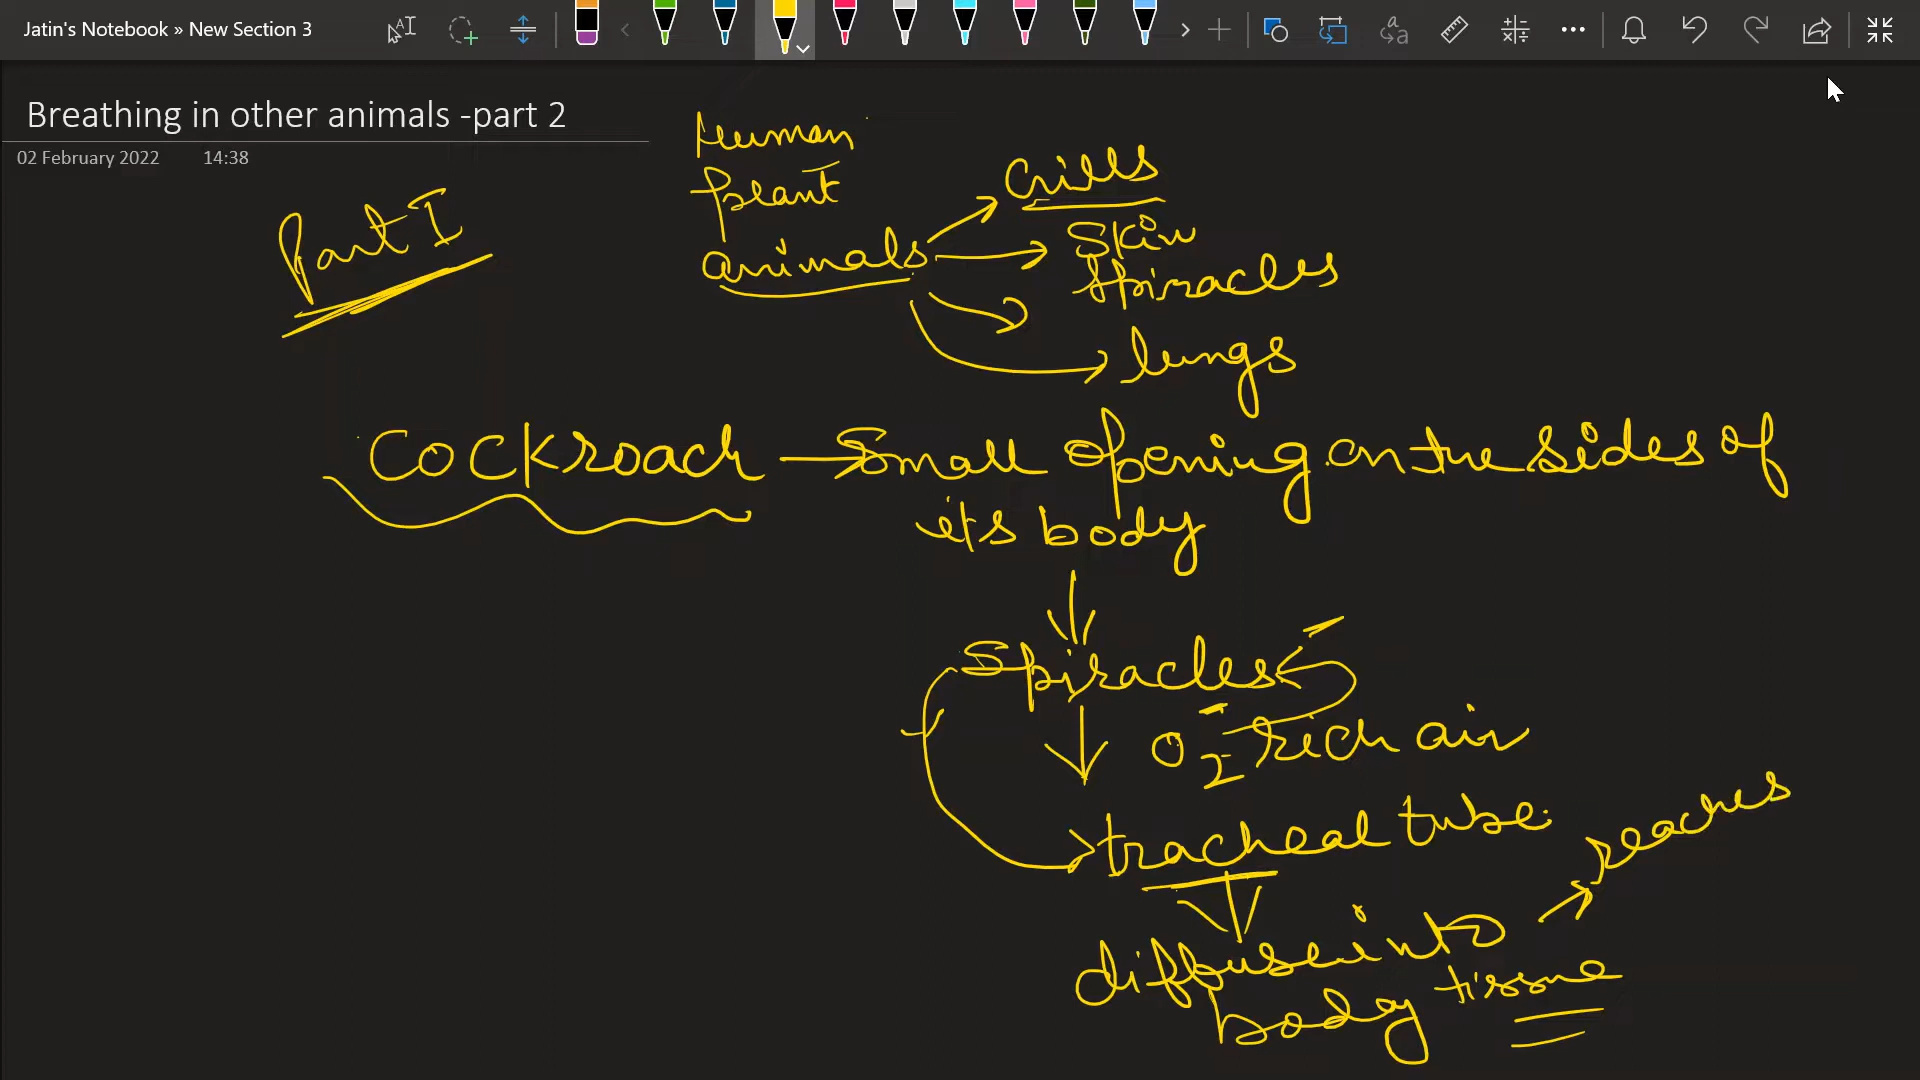 Jatin's Notebook » New Section 3
Breathing in other animals -part 2
02 February 2022 14:38
Part I
Human
plant
animals
Gills
Skin
Spiracles
lungs
Cockroach → Small opening on the sides of
its body
Spiracles
O2 rich air
tracheal tube
diffuse into
body tissue
reaches